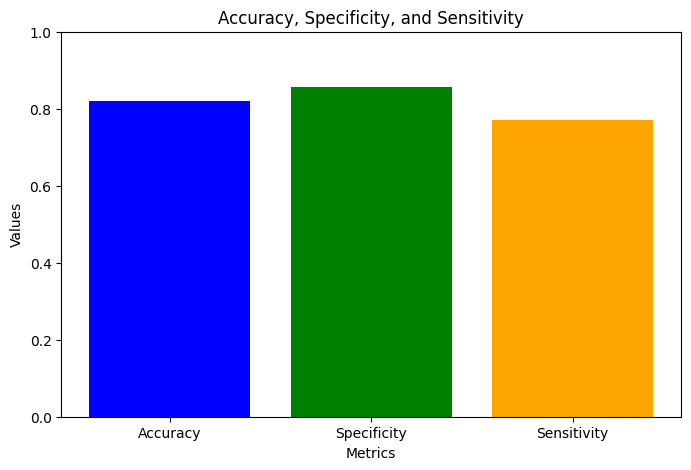 Accuracy, Specificity, and Sensitivity
1.0
0.8
0.6
0.4
0.2
0.0
Values
Accuracy Specificity Sensitivity
Metrics